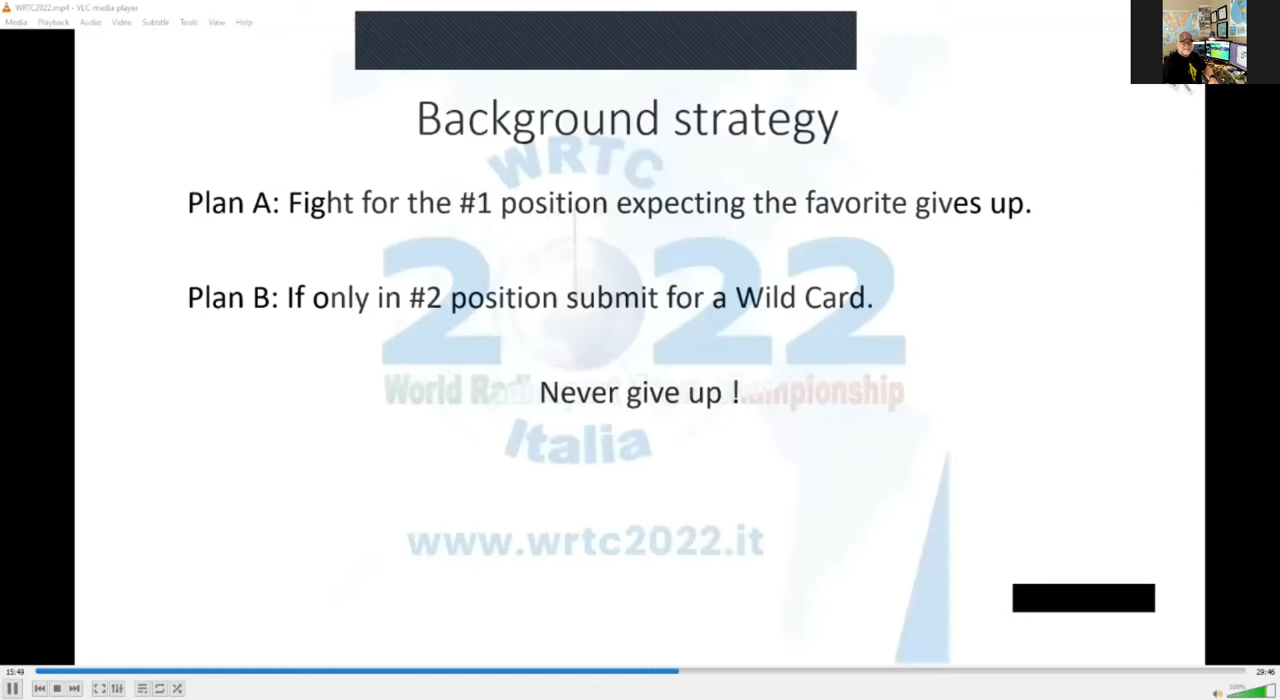 WRTC2022.mp4 - VLC media player
Media Playback Audio Video Subtitle Tools View Help
Background strategy
WRTC
Plan A: Fight for the #1 position expecting the favorite gives up.
2022
Plan B: If only in #2 position submit for a Wild Card.
World
Never give up !
Italia
www.wrtc2022.it
15:49
29:46
100%